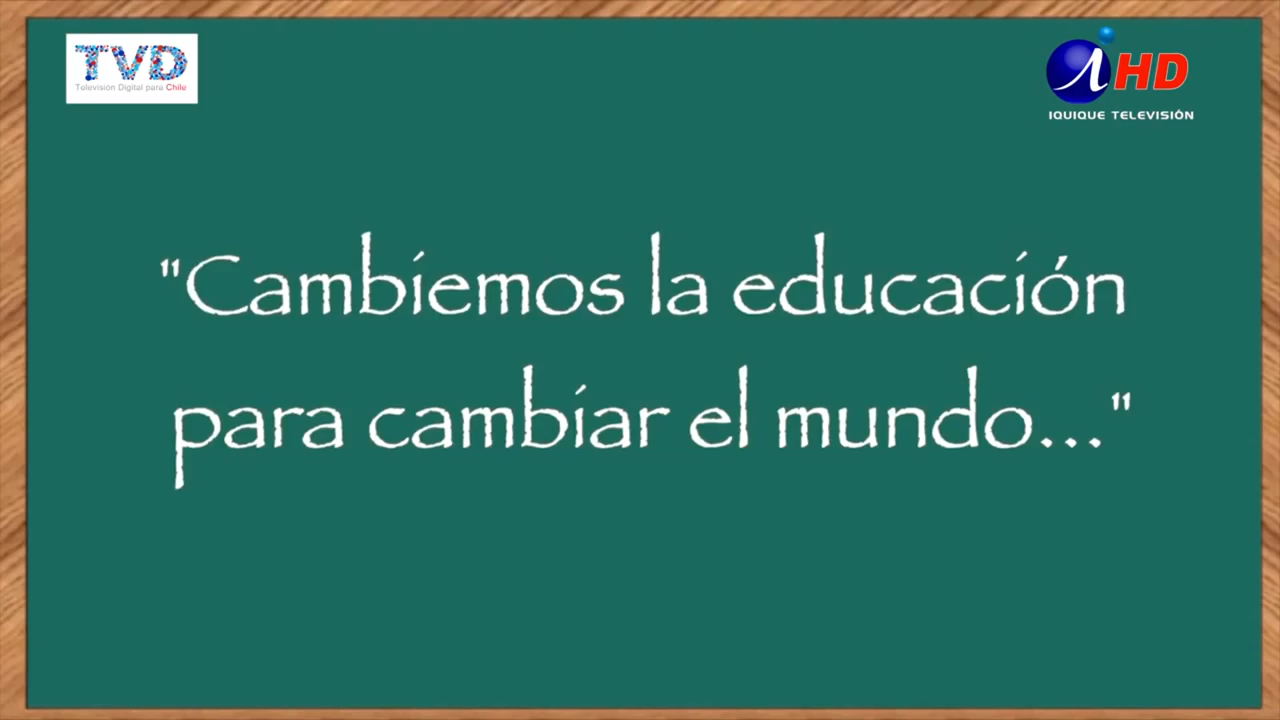 TVD
Televisión Digital para Chile
HD
IQUIQUE TELEVISIÓN
"Cambiemos la educación
para cambiar el mundo..."